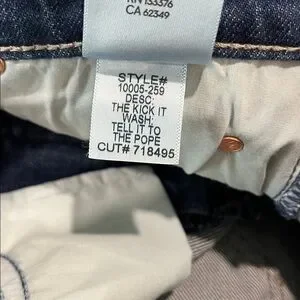 RN 133376
CA 62349
STYLE#
10005-259
DESC:
THE KICK IT
WASH:
TELL IT TO
THE POPE
CUT# 718495